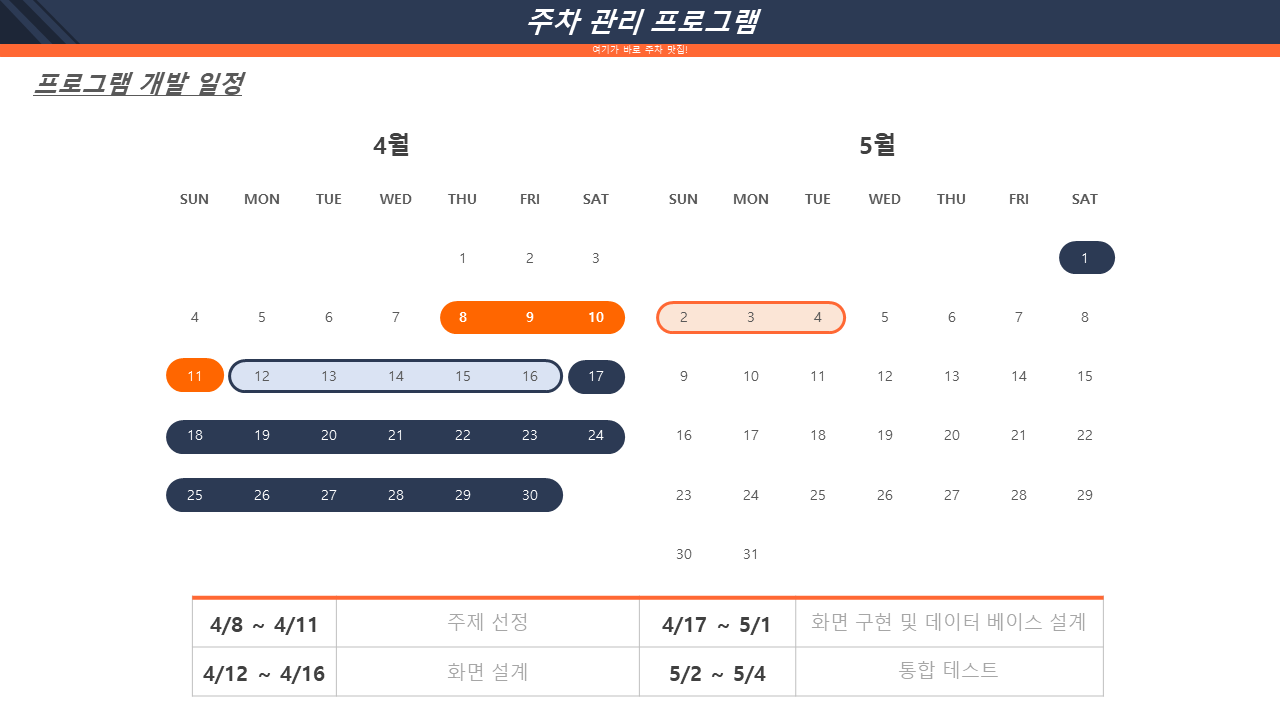 주차 관리 프로그램
여기가 바로 주차 맛집!
프로그램 개발 일정
4월
SUN MON TUE WED THU FRI SAT
1 2 3
4 5 6 7 8 9 10
11 12 13 14 15 16 17
18 19 20 21 22 23 24
25 26 27 28 29 30
5월
SUN MON TUE WED THU FRI SAT
1
2 3 4 5 6 7 8
9 10 11 12 13 14 15
16 17 18 19 20 21 22
23 24 25 26 27 28 29
30 31
4/8 ~ 4/11 주제 선정 4/17 ~ 5/1 화면 구현 및 데이터 베이스 설계
4/12 ~ 4/16 화면 설계 5/2 ~ 5/4 통합 테스트